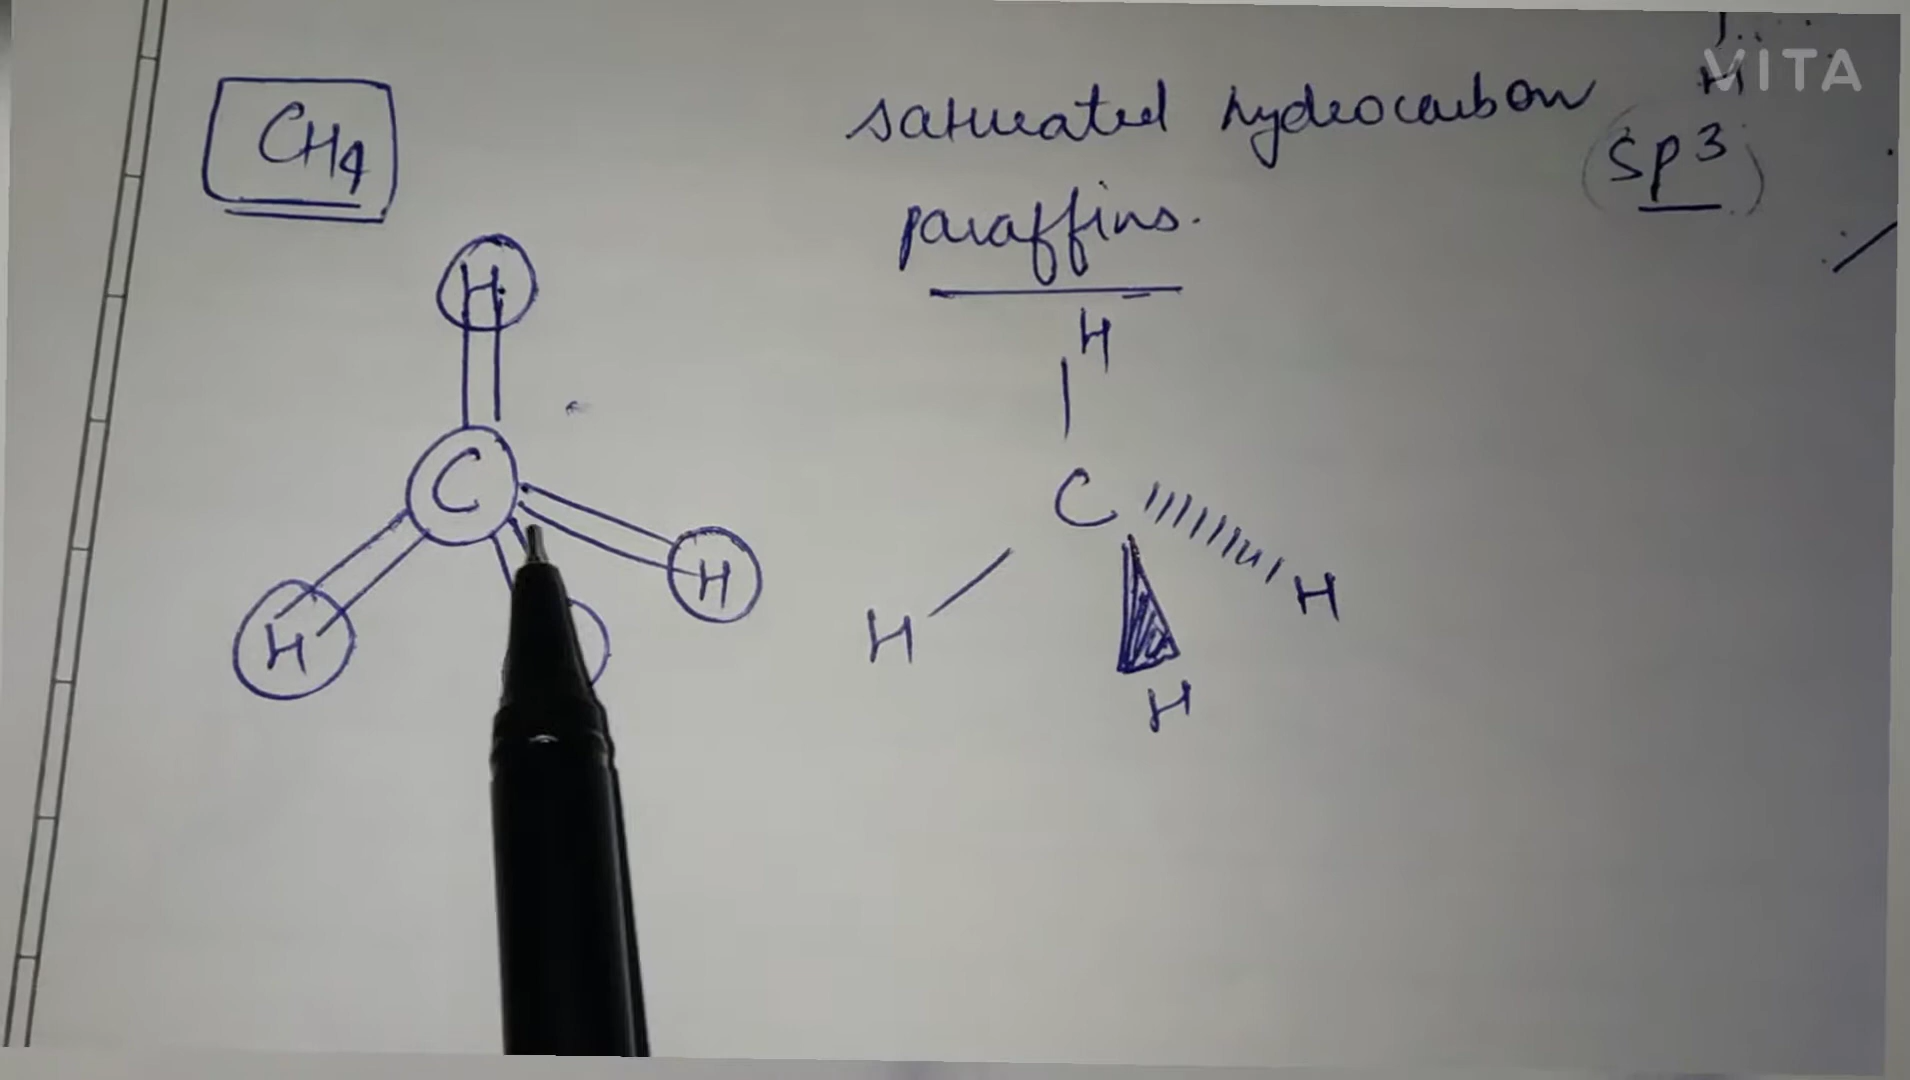 CH4
saturated hydrocarbon
H
VITA
(sp3)
paraffins.
H
C
H
H
H
C
H
H
H